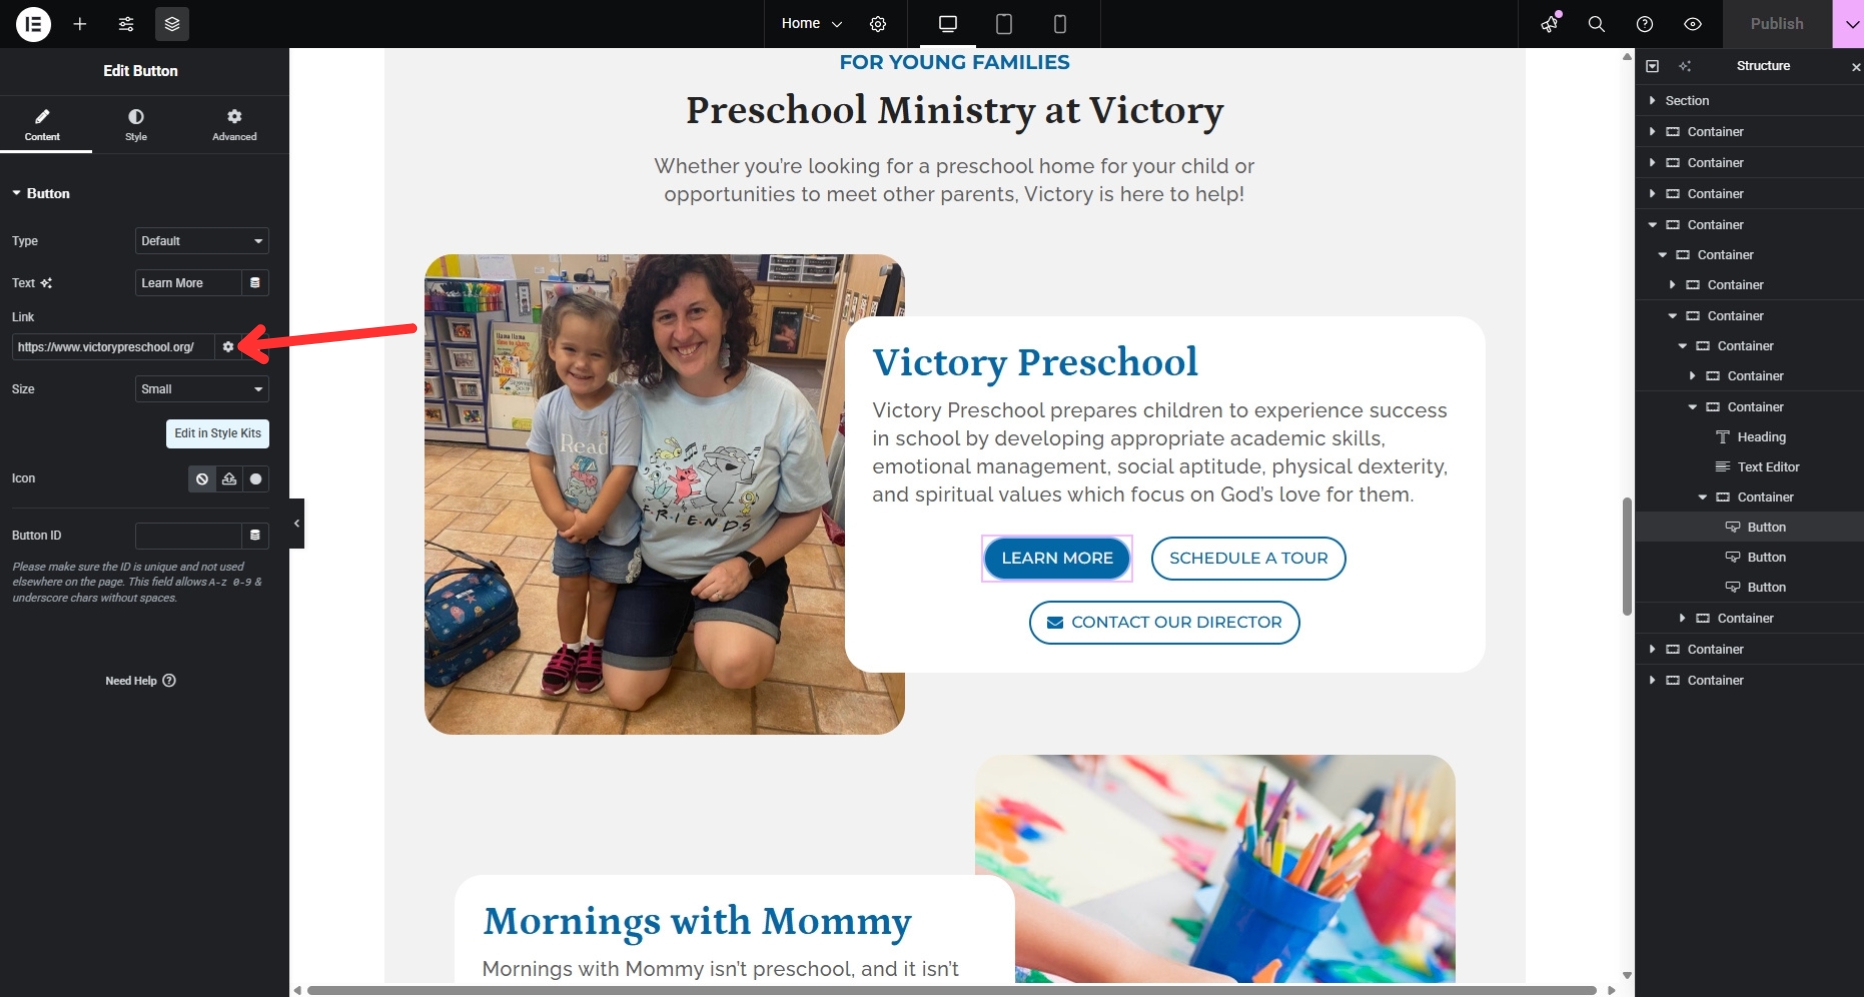 Home
Publish
Edit Button
Content
Style
Advanced
Button
Type
Default
Text
Learn More
Link
https://www.victorypreschool.org/
Size
Small
Edit in Style Kits
Icon
Button ID
Please make sure the ID is unique and not used
elsewhere on the page. This field allows A-z 0-9 &
underscore chars without spaces.
Need Help
FOR YOUNG FAMILIES
Preschool Ministry at Victory
Whether you're looking for a preschool home for your child or
opportunities to meet other parents, Victory is here to help!
Read
FRIENDS
Victory Preschool
Victory Preschool prepares children to experience success
in school by developing appropriate academic skills,
emotional management, social aptitude, physical dexterity,
and spiritual values which focus on God's love for them.
LEARN MORE
SCHEDULE A TOUR
CONTACT OUR DIRECTOR
Mornings with Mommy
Mornings with Mommy isn't preschool, and it isn't
Structure
Section
Container
Container
Container
Container
Container
Container
Container
Container
Container
Container
Heading
Text Editor
Container
Button
Button
Button
Container
Container
Container